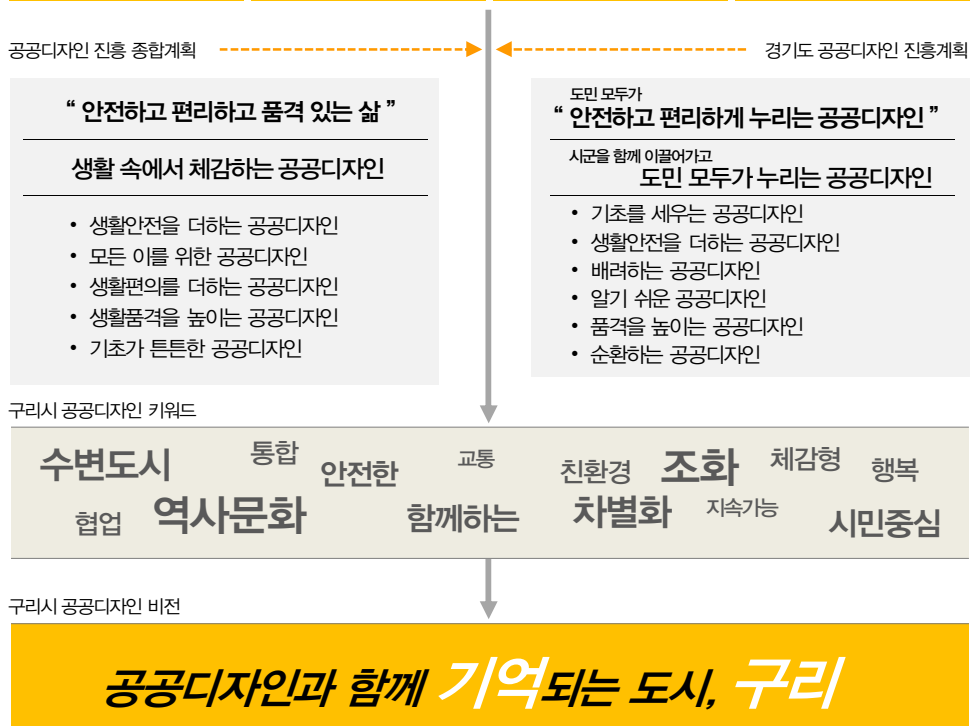 공공디자인 진흥 종합계획
경기도 공공디자인 진흥계획
“ 안전하고 편리하고 품격 있는 삶 ”
생활 속에서 체감하는 공공디자인
• 생활안전을 더하는 공공디자인
• 모든 이를 위한 공공디자인
• 생활편의를 더하는 공공디자인
• 생활품격을 높이는 공공디자인
• 기초가 튼튼한 공공디자인
도민 모두가
“ 안전하고 편리하게 누리는 공공디자인 ”
시군을 함께 이끌어가고
도민 모두가 누리는 공공디자인
• 기초를 세우는 공공디자인
• 생활안전을 더하는 공공디자인
• 배려하는 공공디자인
• 알기 쉬운 공공디자인
• 품격을 높이는 공공디자인
• 순환하는 공공디자인
구리시 공공디자인 키워드
수변도시 통합 안전한 교통 친환경 조화 체감형 행복
협업 역사문화 함께하는 차별화 지속가능 시민중심
구리시 공공디자인 비전
공공디자인과 함께 기억되는 도시, 구리